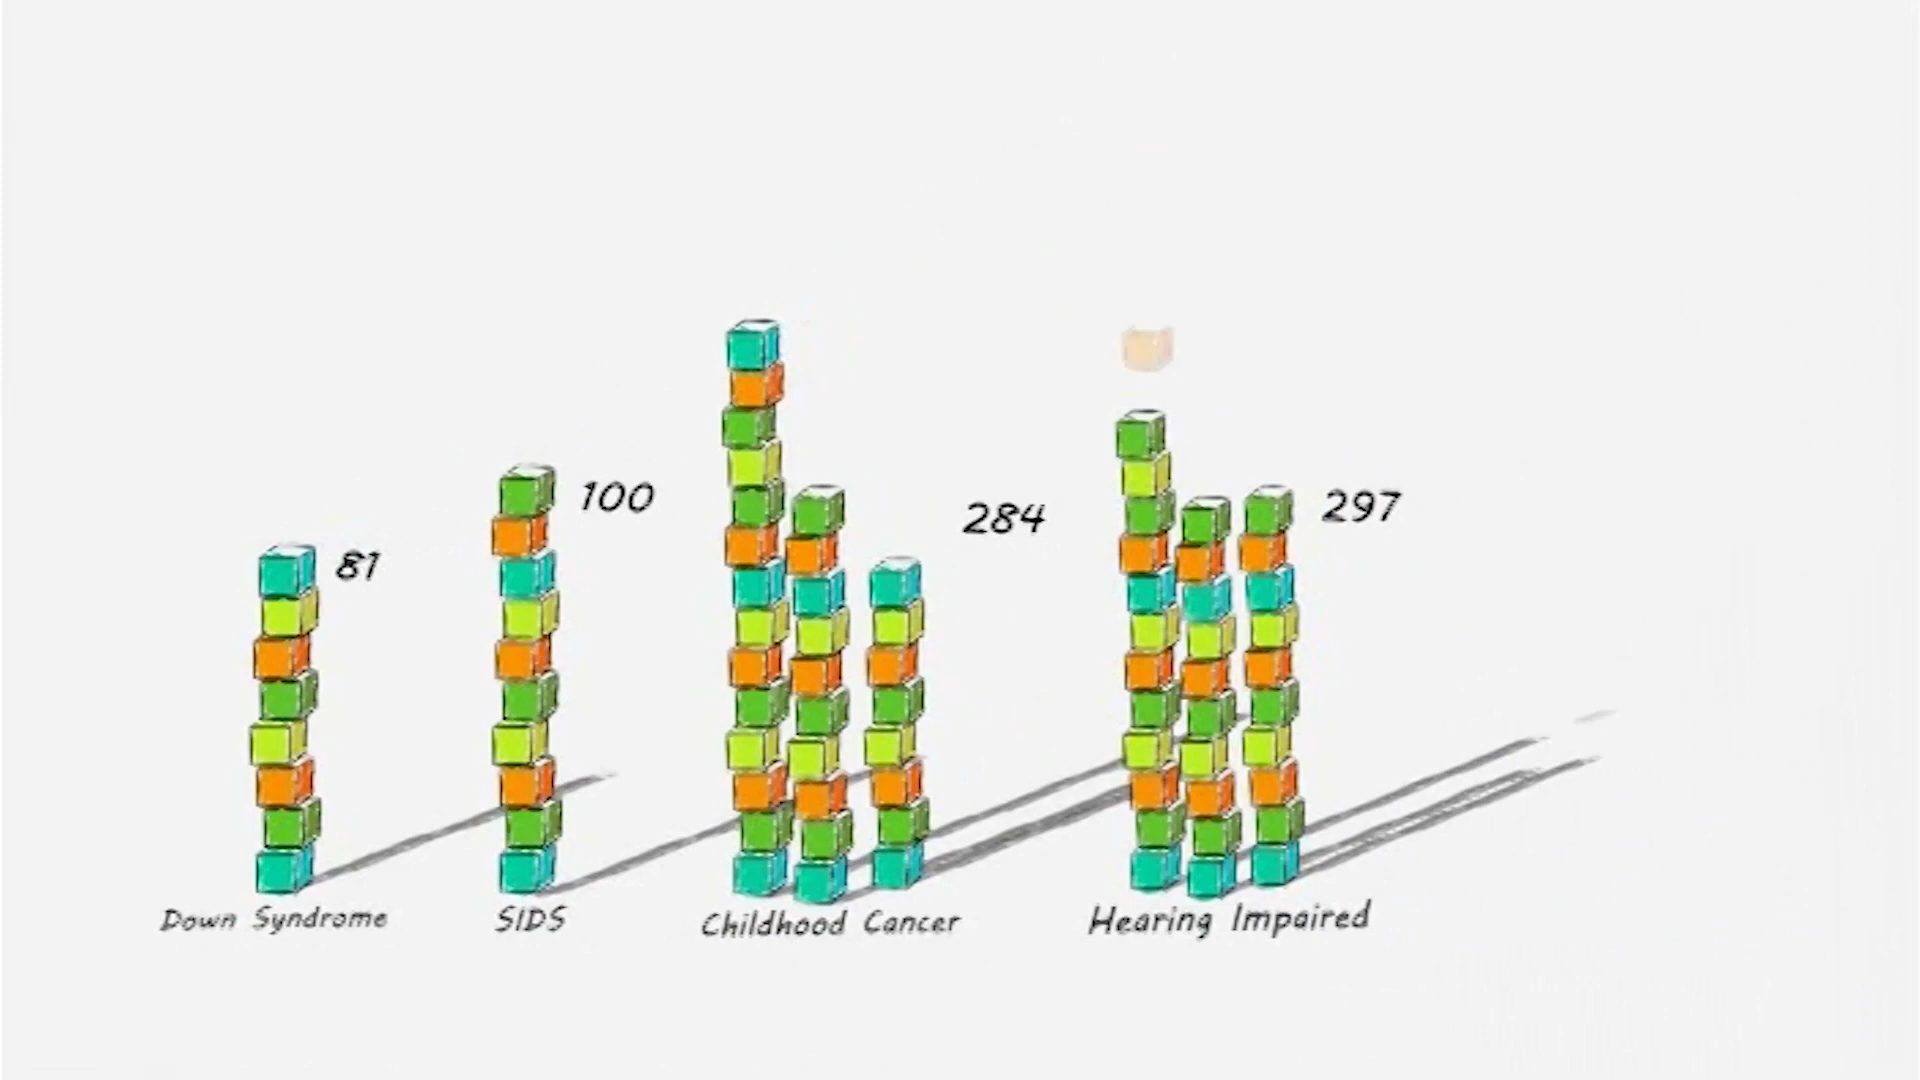 81
100
284
297
Down Syndrome
SIDS
Childhood Cancer
Hearing Impaired